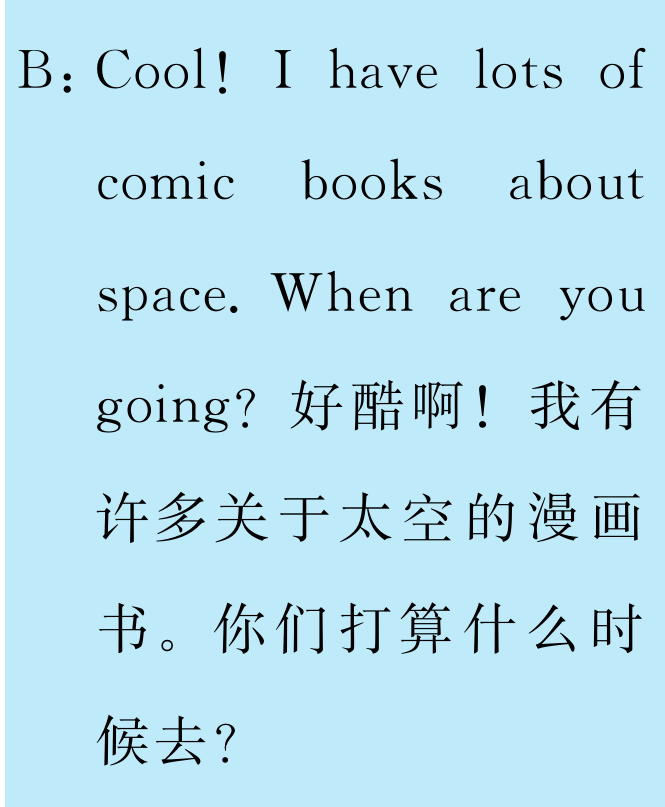 B: Cool! I have lots of
comic books about
space. When are you
going? 好酷啊！我有
许多关于太空的漫画
书。你们打算什么时
候去？